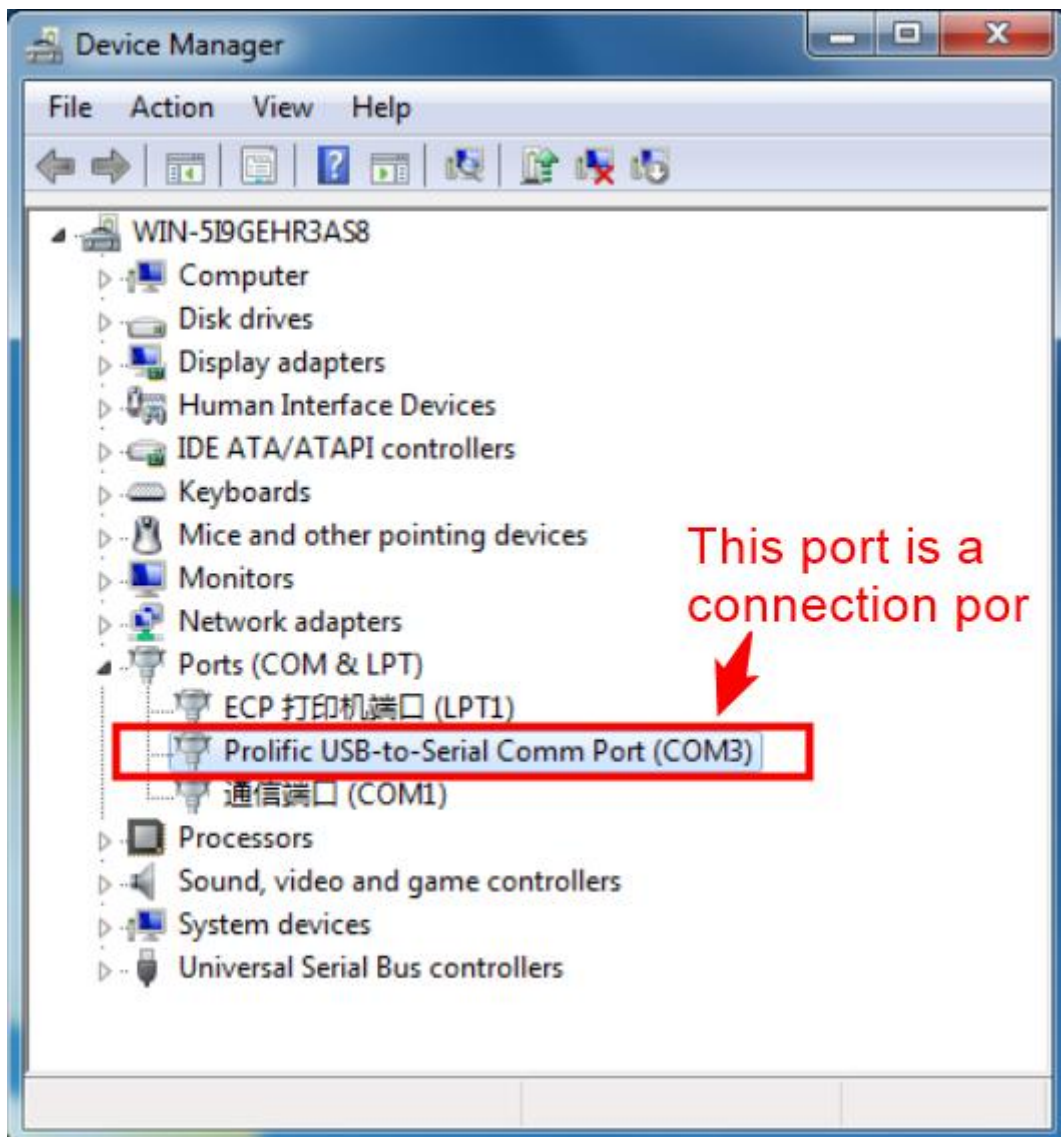 Device Manager
File Action View Help
WIN-5I9GEHR3AS8
Computer
Disk drives
Display adapters
Human Interface Devices
IDE ATA/ATAPI controllers
Keyboards
Mice and other pointing devices
This port is a
connection por
Monitors
Network adapters
Ports (COM & LPT)
ECP 打印机端口 (LPT1)
Prolific USB-to-Serial Comm Port (COM3)
通信端口 (COM1)
Processors
Sound, video and game controllers
System devices
Universal Serial Bus controllers